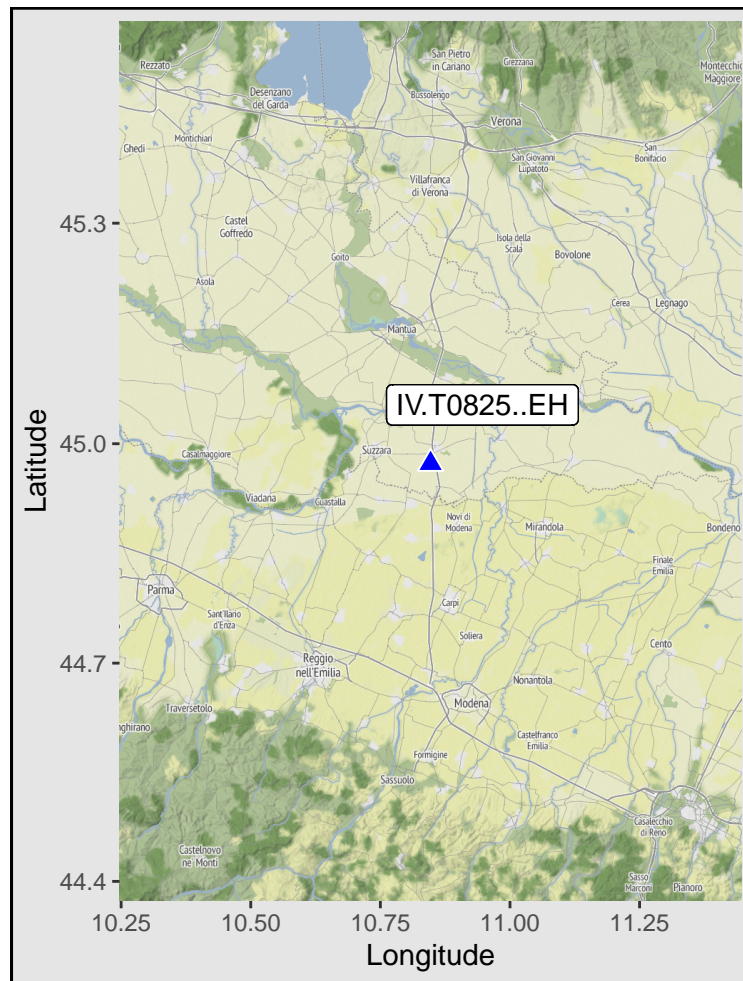 San Pietro
in Cariano
Grezzana
Rezzato
Montecchio
Maggiore
Desenzano
del Garda
Bussolengo
Verona
Montichiari
Ghedi
San
Bonifacio
San Giovanni
Lupatoto
Villafranca
di Verona
45.3
Castel
Goffredo
Isola della
Scala
Bovolone
Goito
Asola
Cerea
Legnago
Mantua
IV.T0825..EH
45.0
Suzzara
Casalmaggiore
Viadana
Guastalla
Novi di
Modena
Mirandola
Bondeno
Latitude
Finale
Emilia
Parma
Carpi
Sant'Ilario
d'Enza
Soliera
Cento
44.7
Reggio
nell'Emilia
Nonantola
Modena
Traversetolo
nghirano
Castelfranco
Emilia
Formigine
Sassuolo
Casalecchio
di Reno
Castelnovo
ne' Monti
Sasso
Marconi
Pianoro
44.4
10.25
10.50
10.75
11.00
11.25
Longitude